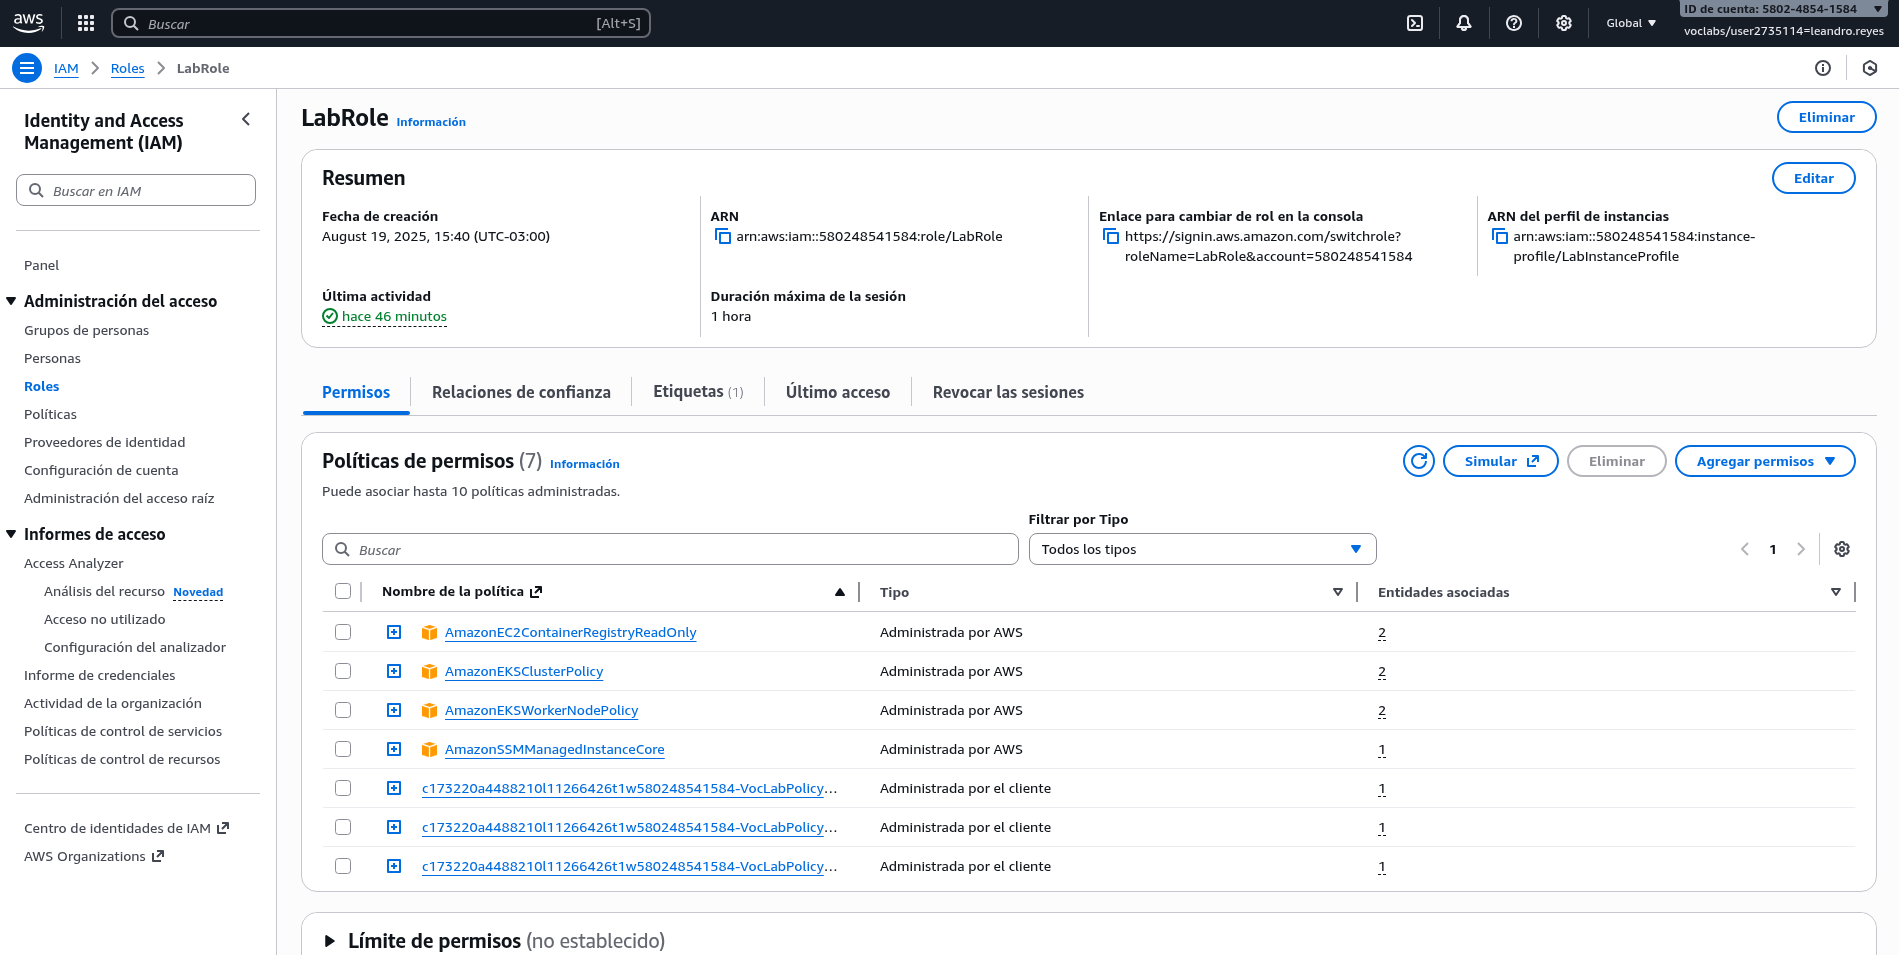 aws
Buscar
[Alt+S]
Global
ID de cuenta: 5802-4854-1584
voclabs/user2735114=leandro.reyes
IAM
Roles
LabRole
Identity and Access
Management (IAM)
Buscar en IAM
Panel
Administración del acceso
Grupos de personas
Personas
Roles
Políticas
Proveedores de identidad
Configuración de cuenta
Administración del acceso raíz
Informes de acceso
Access Analyzer
Análisis del recurso Novedad
Acceso no utilizado
Configuración del analizador
Informe de credenciales
Actividad de la organización
Políticas de control de servicios
Políticas de control de recursos
Centro de identidades de IAM
AWS Organizations
LabRole Información
Eliminar
Resumen
Editar
Fecha de creación
August 19, 2025, 15:40 (UTC-03:00)
ARN
arn:aws:iam::580248541584:role/LabRole
Enlace para cambiar de rol en la consola
https://signin.aws.amazon.com/switchrole?
roleName=LabRole&account=580248541584
ARN del perfil de instancias
arn:aws:iam::580248541584:instance-
profile/LabInstanceProfile
Última actividad
hace 46 minutos
Duración máxima de la sesión
1 hora
Permisos
Relaciones de confianza
Etiquetas (1)
Último acceso
Revocar las sesiones
Políticas de permisos (7) Información
Puede asociar hasta 10 políticas administradas.
Simular
Eliminar
Agregar permisos
Filtrar por Tipo
Buscar
Todos los tipos
1
Nombre de la política
Tipo
Entidades asociadas
AmazonEC2ContainerRegistryReadOnly Administrada por AWS 2
AmazonEKSClusterPolicy Administrada por AWS 2
AmazonEKSWorkerNodePolicy Administrada por AWS 2
AmazonSSMManagedInstanceCore Administrada por AWS 1
c173220a4488210l11266426t1w580248541584-VocLabPolicy... Administrada por el cliente 1
c173220a4488210l11266426t1w580248541584-VocLabPolicy... Administrada por el cliente 1
c173220a4488210l11266426t1w580248541584-VocLabPolicy... Administrada por el cliente 1
Límite de permisos (no establecido)